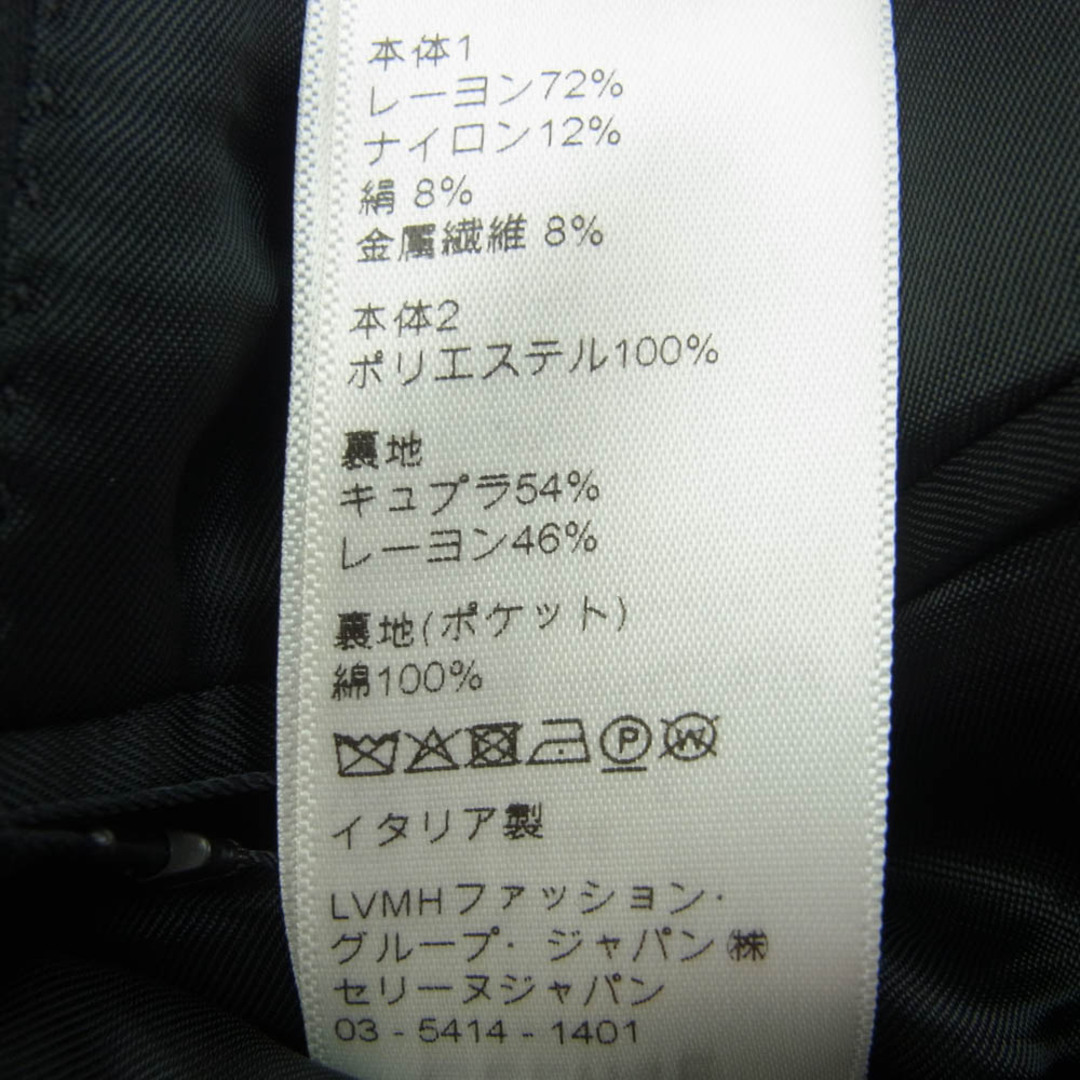 本体1
レーヨン72%
ナイロン12%
絹 8%
金属繊維 8%
本体2
ポリエステル100%
裏地
キュプラ54%
レーヨン46%
裏地(ポケット)
綿100%
P W
イタリア製
LVMHファッション・
グループ・ ジャパン㈱
セリーヌジャパン
03 - 5414 - 1401